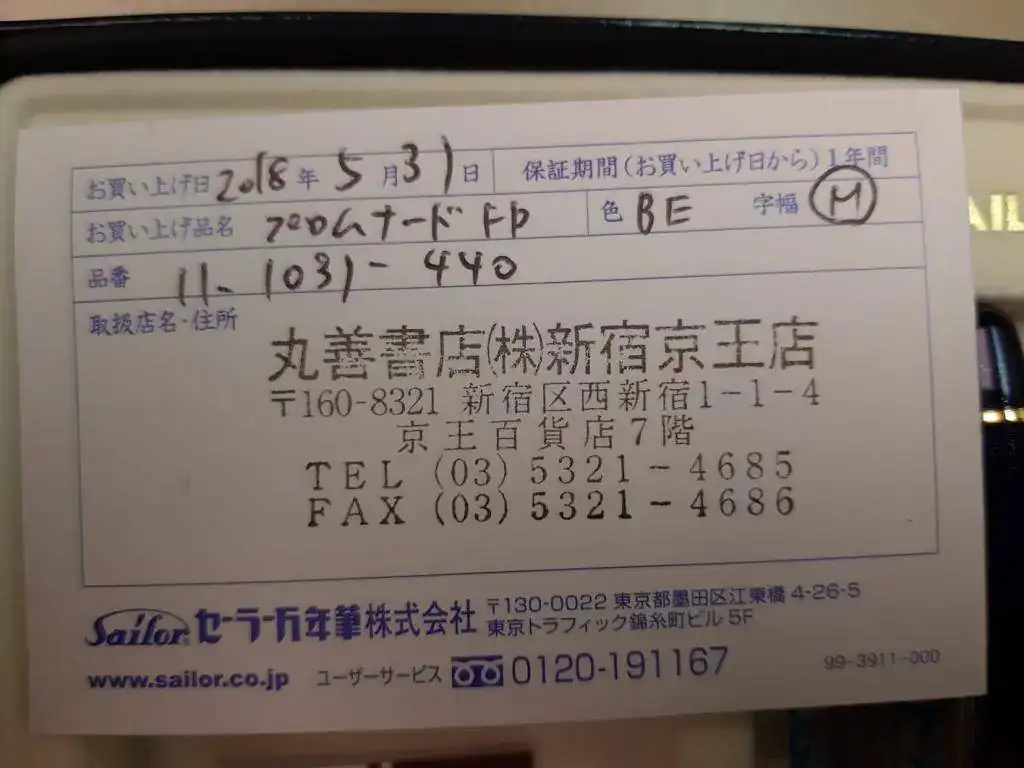 お買い上げ日 2018年 5月31日 保証期間(お買い上げ日から)1年間
お買い上げ品名 プロムナード FP 色 BE 字幅 M
品番 11-1031-440
取扱店名・住所
丸善書店(株)新宿京王店
〒160-8321 新宿区西新宿1-1-4
京王百貨店7階
TEL (03) 5321-4685
FAX (03) 5321-4686
Sailor セーラー万年筆株式会社 〒130-0022 東京都墨田区江東橋 4-26-5
東京トラフィック錦糸町ビル 5F
www.sailor.co.jp ユーザーサービス 0120-191167 99-3911-000
AIL